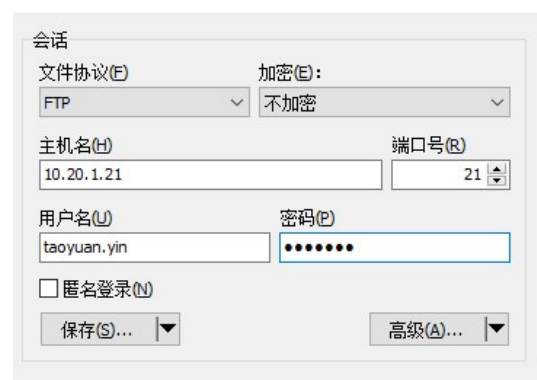 会话
文件协议(F) 加密(E)：
FTP 不加密
主机名(H) 端口号(R)
10.20.1.21 21
用户名(U) 密码(P)
taoyuan.yin •••••••
匿名登录(N)
保存(S)... 高级(A)...